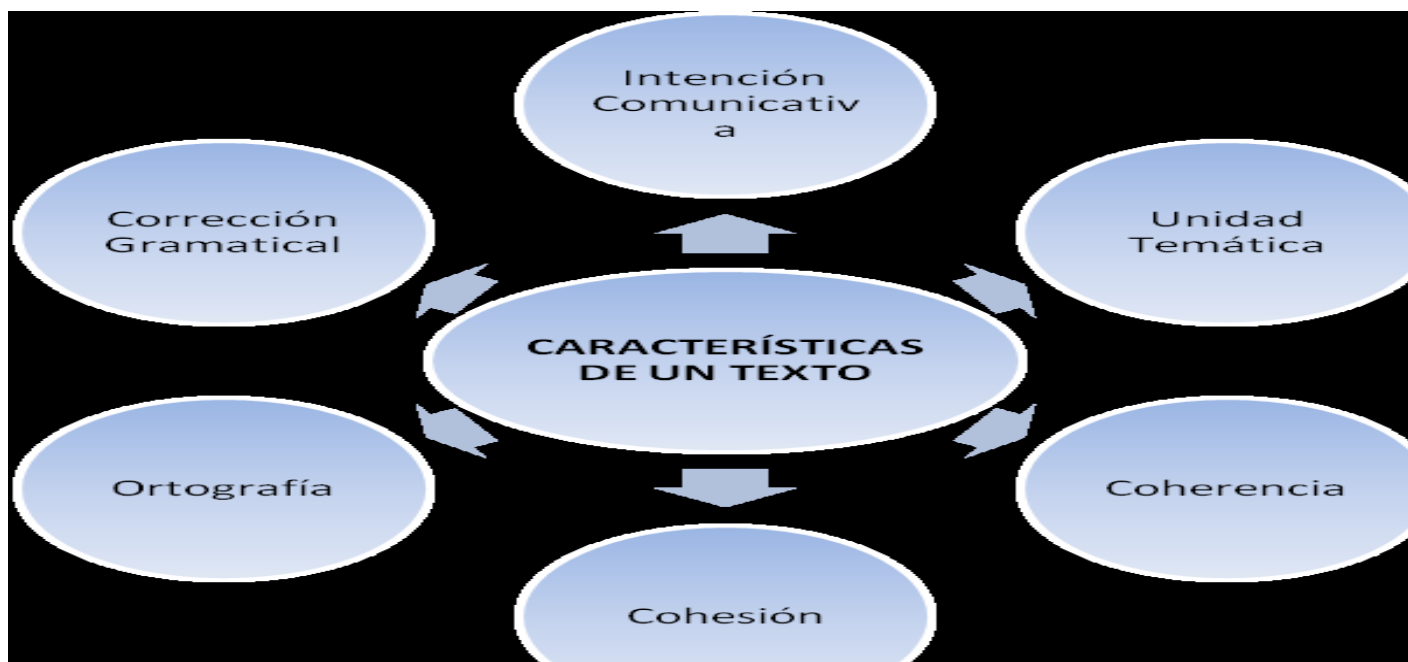 Intención
Comunicativ
a
Corrección
Gramatical
Unidad
Temática
CARACTERÍSTICAS
DE UN TEXTO
Ortografía
Coherencia
Cohesión